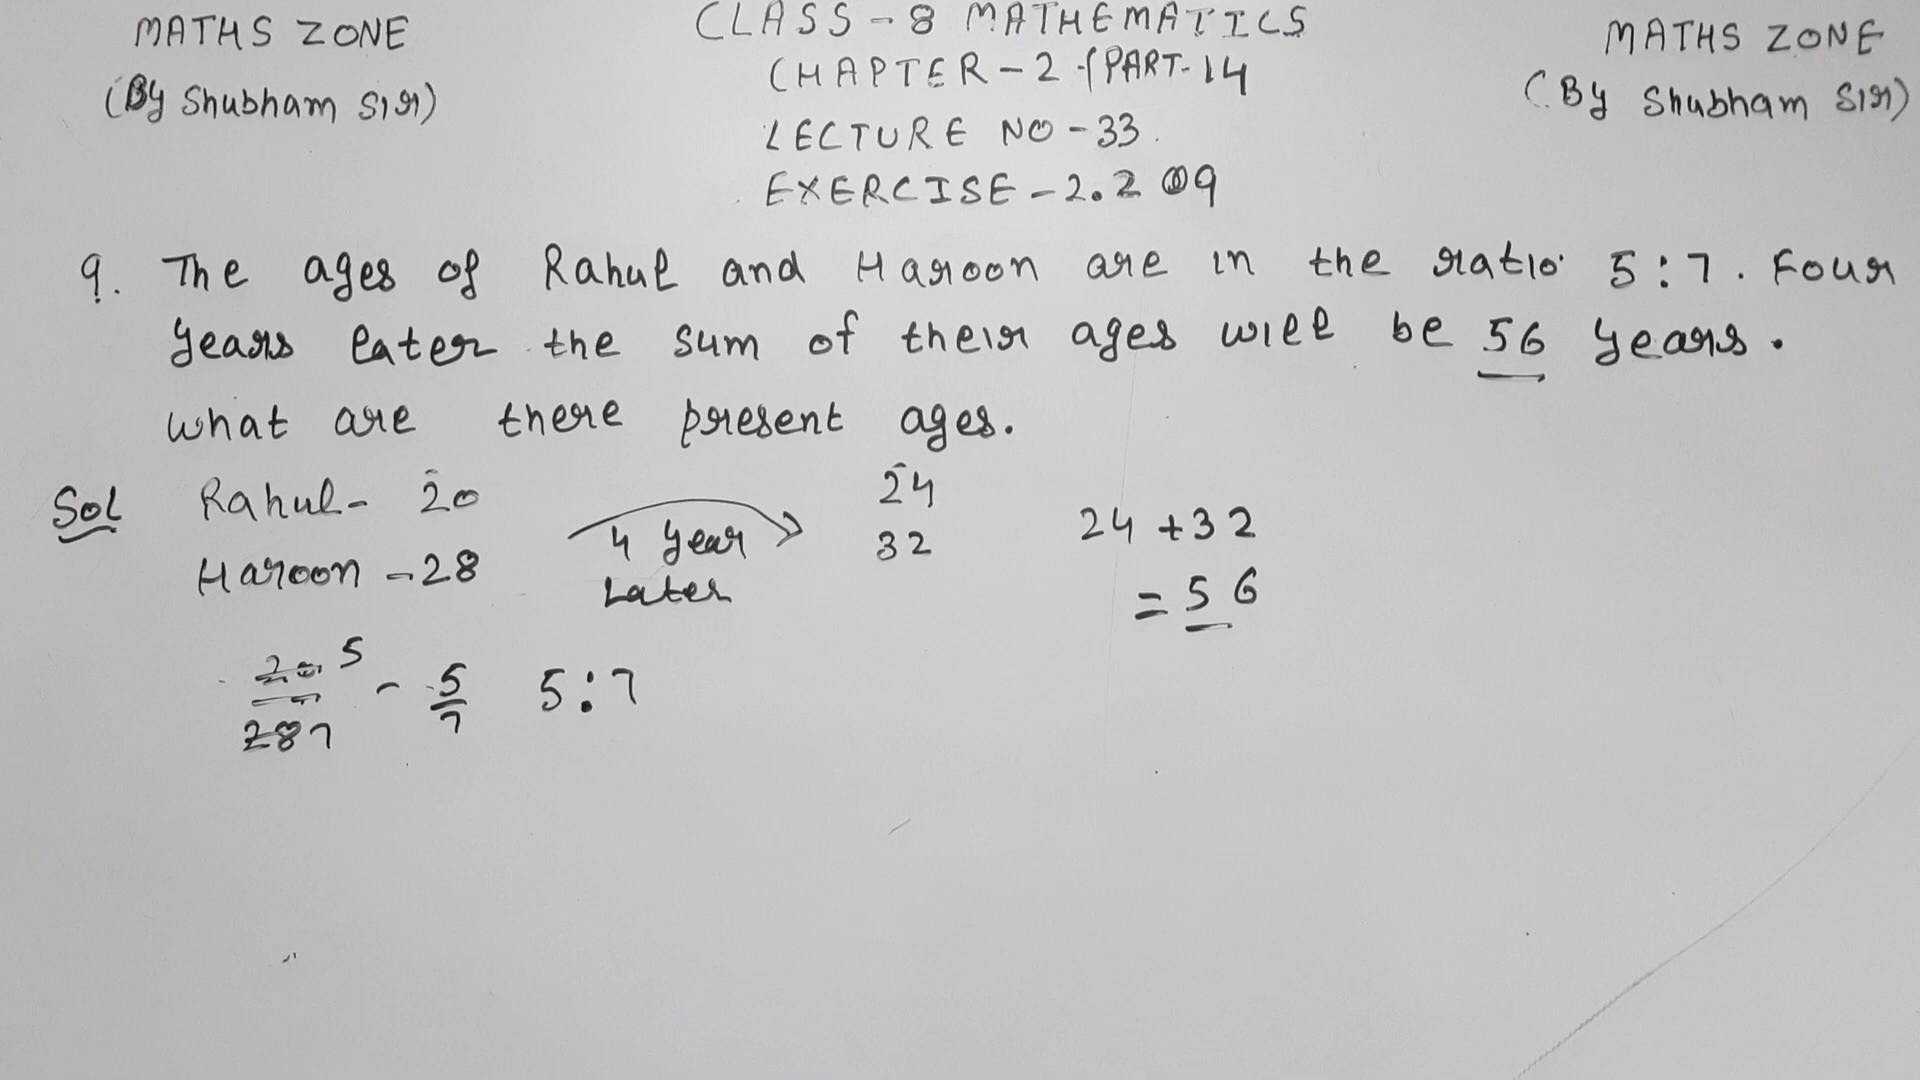 MATHS ZONE
(By Shubham Sir)
CLASS - 8 MATHEMATICS
CHAPTER - 2 - (PART - 14
LECTURE NO - 33.
EXERCISE - 2.2 Q9
MATHS ZONE
(By Shubham Sir)
9. The ages of Rahul and Haroon are in the ratio 5:7. Four
years later the sum of their ages will be 56 years.
what are there present ages.
Sol Rahul - 20
Haroon - 28
4 year
Later
24
32
24 + 32
= 56
20 5
28 7
- 5/7 5:7